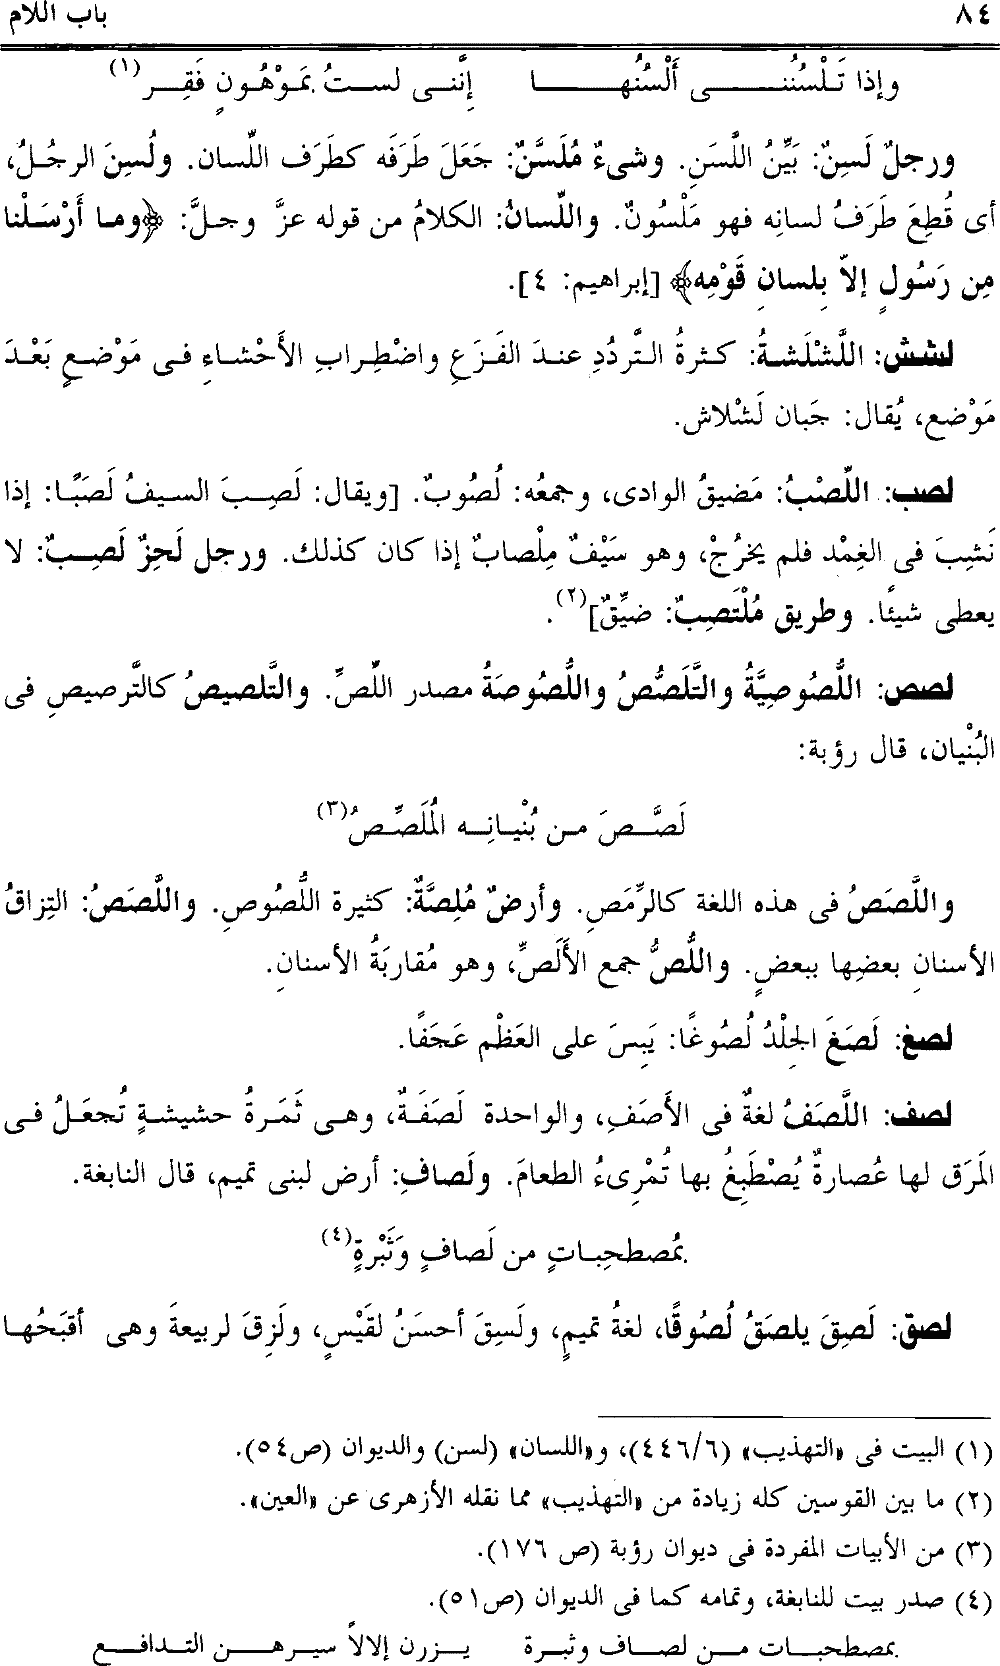 ٨٤ باب اللام
وإذا تَلْسُنُنى أَلْسُنُها إنَّنى لستُ بمَوْهُونٍ فَقِر(١)
ورجلٌ لَسِنٌ: بَيِّنُ اللَّسَنِ. وشىءٌ مُلَسَّنٌ: جَعَلَ طَرَفَه كطَرَف اللِّسان. ولُسِنَ الرجُلُ،
أى قُطِعَ طَرَفُ لسانِه فهو مَلْسُونٌ. واللِّسانُ: الكلامُ من قوله عزَّ وجلَّ: ﴿وما أَرْسَلْنا
مِن رَسُولٍ إلاّ بِلسانِ قَوْمِه﴾ [إبراهيم: ٤].
لشش: اللَّشْلَشةُ: كثرةُ التَّردُّدِ عندَ الفَزَعِ واضْطِرابِ الأَحْشاءِ فى مَوْضعٍ بَعْدَ
مَوْضع، يُقال: جَبان لَشْلاش.
لصب: اللِّصْبُ: مَضيقُ الوادى، وجمعُه: لُصُوبٌ. [ويقال: لَصِبَ السيفُ لَصَبًا: إذا
نَشِبَ فى الغِمْد فلم يخرُجْ، وهو سَيْفٌ مِلْصابٌ إذا كان كذلك. ورجل لَحِزٌ لَصِبٌ: لا
يعطى شيئًا. وطريق مُلْتَصِبٌ: ضيِّقٌ](٢).
لصص: اللُّصُوصِيَّةُ والتَّلَصُّصُ واللُّصُوصَةُ مصدر اللِّصِّ. والتَّلصيصُ كالتَّرصيصِ فى
البُنْيان، قال رؤبة:
لَصَّصَ من بُنْيانِه المُلَصِّصُ(٣)
واللَّصَصُ فى هذه اللغة كالرِّمَصِ. وأرضٌ مُلِصَّةٌ: كثيرة اللُّصُوصِ. واللَّصَصُ: التِزاقُ
الأسنانِ بعضِها ببعضٍ. واللُّصُّ جمع الأَلَصِّ، وهو مُقاربَةُ الأسنانِ.
لصغ: لَصَغَ الجِلْدُ لُصُوغًا: يَبِسَ على العَظْم عَجَفًا.
لصف: اللَّصَفُ لغةٌ فى الأَصَفِ، والواحدة لَصَفَةٌ، وهى ثَمَرةُ حشيشةٍ تُجعَلُ فى
المَرَق لها عُصارةٌ يُصْطَبِغُ بها تُمْرِىءُ الطعامَ. ولَصافِ: أرض لبنى تميم، قال النابغة.
بمُصطحِباتٍ من لَصافٍ وَثَبْرةٍ(٤)
لصق: لَصِقَ يلصَقُ لُصُوقًا، لغةُ تميمٍ، ولَسِقَ أحسَنُ لقَيْسٍ، ولَزِقَ لربيعةَ وهى أقبَحُها
(١) البيت فى «التهذيب» (٤٤٦/٦)، و«اللسان» (لسن) والديوان (ص٥٤).
(٢) ما بين القوسين كله زيادة من «التهذيب» مما نقله الأزهرى عن «العين».
(٣) من الأبيات المفردة فى ديوان رؤبة (ص ١٧٦).
(٤) صدر بيت للنابغة، وتمامه كما فى الديوان (ص٥١).
بمصطحبات من لصاف وثبرة يزرن إلالاً سيرهن التدافع